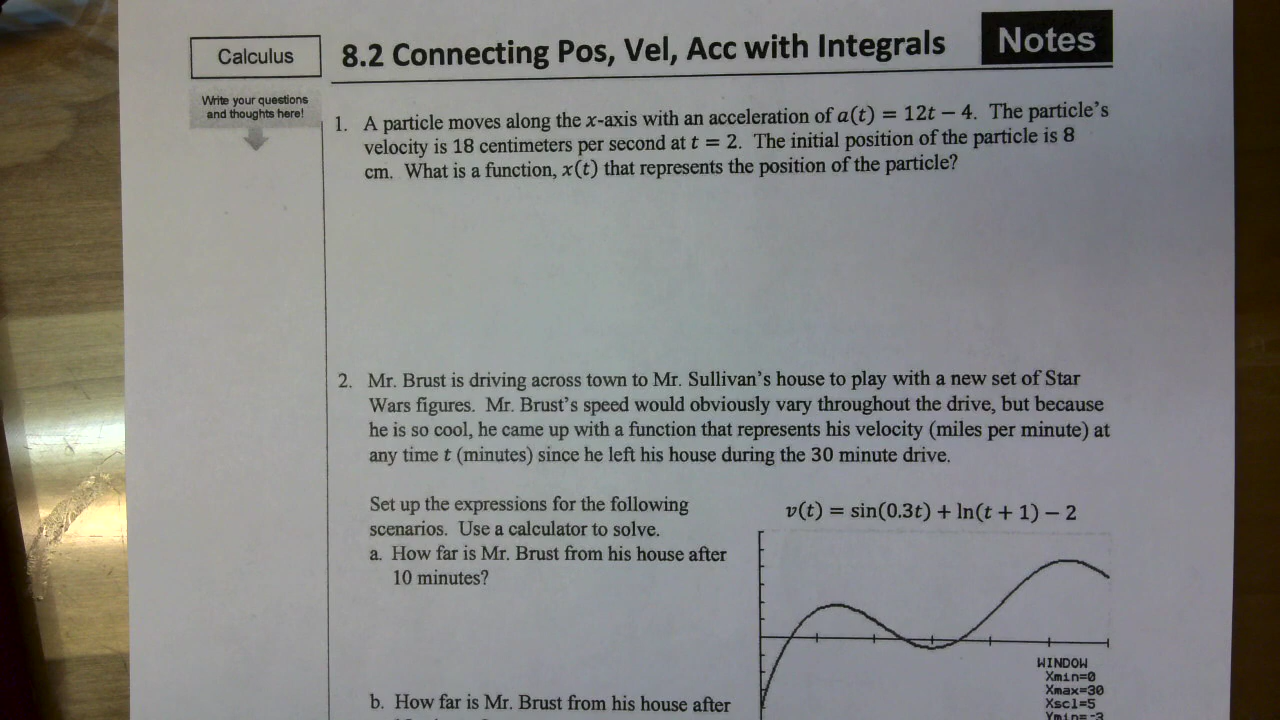 Calculus
8.2 Connecting Pos, Vel, Acc with Integrals
Notes
Write your questions
and thoughts here!
1. A particle moves along the x-axis with an acceleration of a(t) = 12t − 4. The particle's
velocity is 18 centimeters per second at t = 2. The initial position of the particle is 8
cm. What is a function, x(t) that represents the position of the particle?
2. Mr. Brust is driving across town to Mr. Sullivan's house to play with a new set of Star
Wars figures. Mr. Brust's speed would obviously vary throughout the drive, but because
he is so cool, he came up with a function that represents his velocity (miles per minute) at
any time t (minutes) since he left his house during the 30 minute drive.
Set up the expressions for the following
scenarios. Use a calculator to solve.
a. How far is Mr. Brust from his house after
10 minutes?
v(t) = sin(0.3t) + ln(t + 1) − 2
WINDOW
Xmin=0
Xmax=30
Xscl=5
Ymin=-3
b. How far is Mr. Brust from his house after